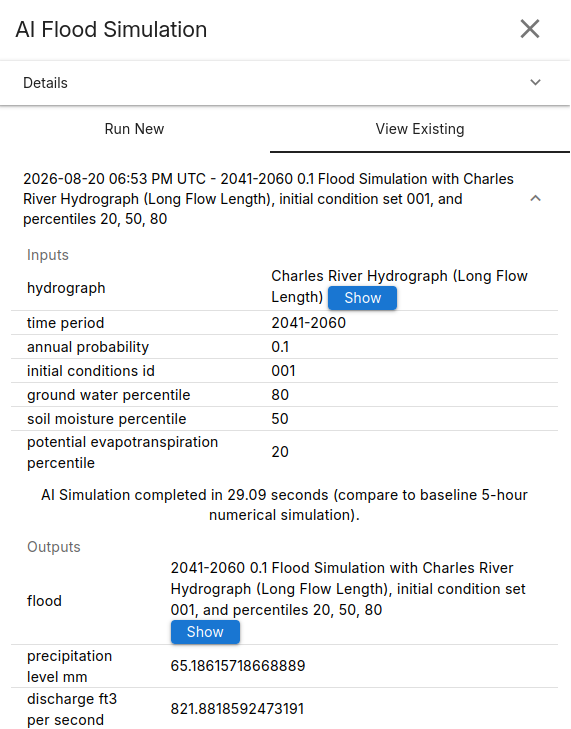 AI Flood Simulation
Details
Run New
View Existing
2026-08-20 06:53 PM UTC - 2041-2060 0.1 Flood Simulation with Charles
River Hydrograph (Long Flow Length), initial condition set 001, and
percentiles 20, 50, 80
Inputs
hydrograph
Charles River Hydrograph (Long Flow
Length) Show
time period
2041-2060
annual probability
0.1
initial conditions id
001
ground water percentile
80
soil moisture percentile
50
potential evapotranspiration
percentile
20
AI Simulation completed in 29.09 seconds (compare to baseline 5-hour
numerical simulation).
Outputs
flood
2041-2060 0.1 Flood Simulation with Charles River
Hydrograph (Long Flow Length), initial condition set
001, and percentiles 20, 50, 80
Show
precipitation
level mm
65.18615718668889
discharge ft3
per second
821.8818592473191